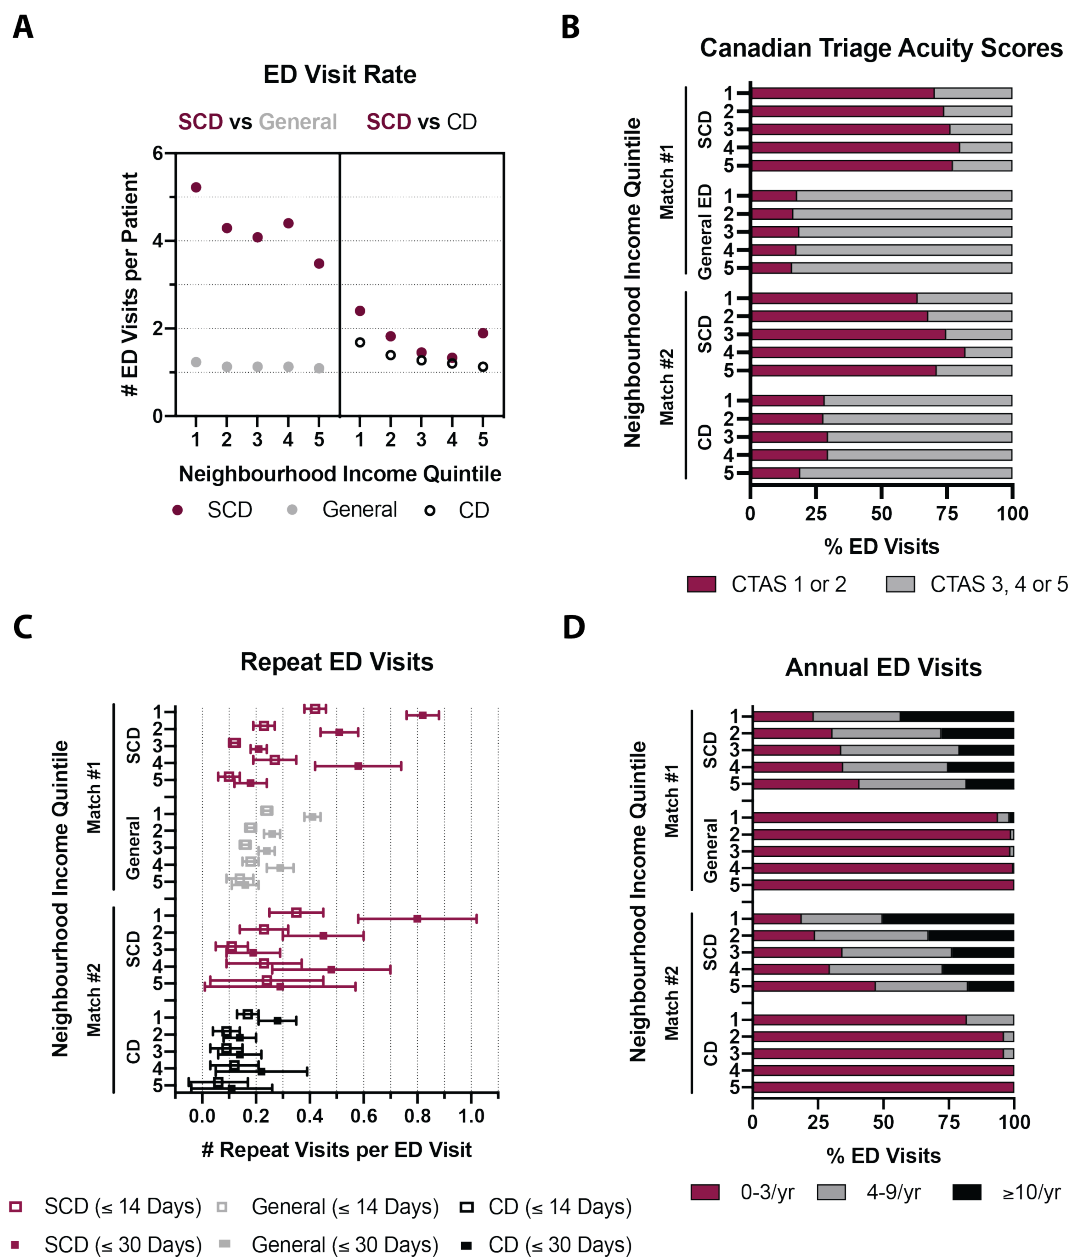 A
ED Visit Rate
SCD vs General
SCD vs CD
# ED Visits per Patient
6
4
2
0
1 2 3 4 5 1 2 3 4 5
Neighbourhood Income Quintile
SCD General CD
B
Canadian Triage Acuity Scores
Neighbourhood Income Quintile
Match #1
SCD
1
2
3
4
5
General ED
1
2
3
4
5
Match #2
SCD
1
2
3
4
5
CD
1
2
3
4
5
0 25 50 75 100
% ED Visits
CTAS 1 or 2 CTAS 3, 4 or 5
C
Repeat ED Visits
Neighbourhood Income Quintile
Match #1
SCD
1
2
3
4
5
General
1
2
3
4
5
Match #2
SCD
1
2
3
4
5
CD
1
2
3
4
5
0.0 0.2 0.4 0.6 0.8 1.0
# Repeat Visits per ED Visit
SCD (≤ 14 Days) General (≤ 14 Days) CD (≤ 14 Days)
SCD (≤ 30 Days) General (≤ 30 Days) CD (≤ 30 Days)
D
Annual ED Visits
Neighbourhood Income Quintile
Match #1
SCD
1
2
3
4
5
General
1
2
3
4
5
Match #2
SCD
1
2
3
4
5
CD
1
2
3
4
5
0 25 50 75 100
% ED Visits
0-3/yr 4-9/yr ≥10/yr